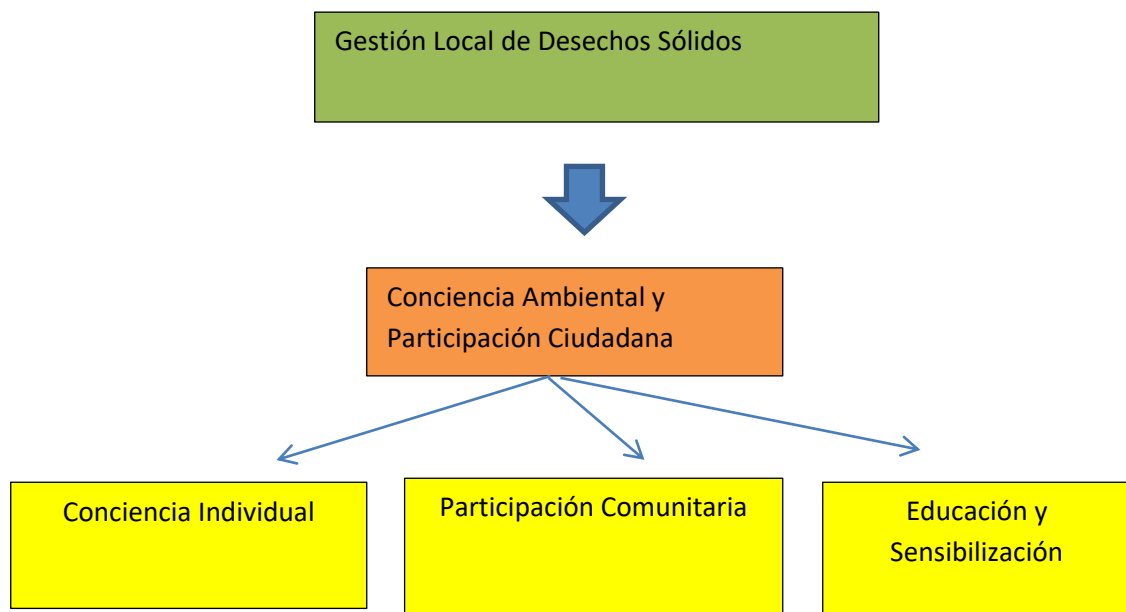 Gestión Local de Desechos Sólidos
Conciencia Ambiental y
Participación Ciudadana
Conciencia Individual
Participación Comunitaria
Educación y
Sensibilización